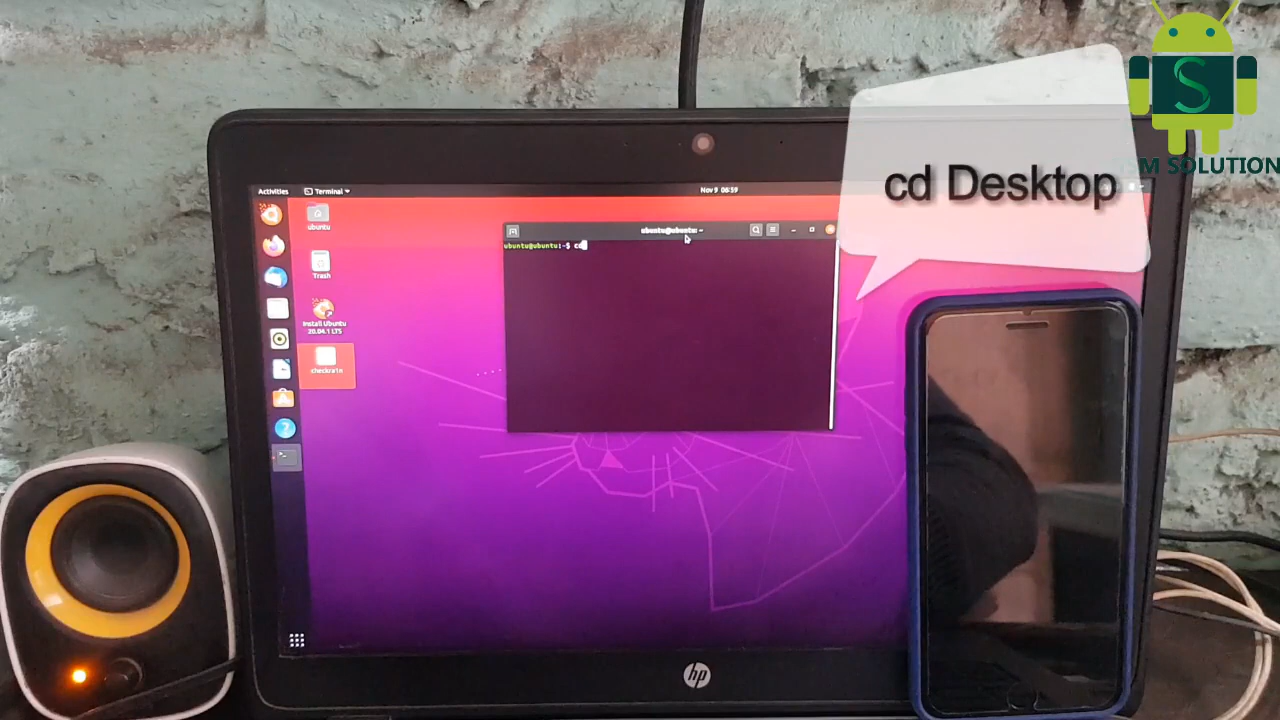 SM SOLUTION
cd Desktop
Activities
Terminal
Nov 9 08:59
ubuntu
Trash
Install Ubuntu
20.04.1 LTS
checkra1n
ubuntu@ubuntu: ~
ubuntu@ubuntu:~$ cd
hp